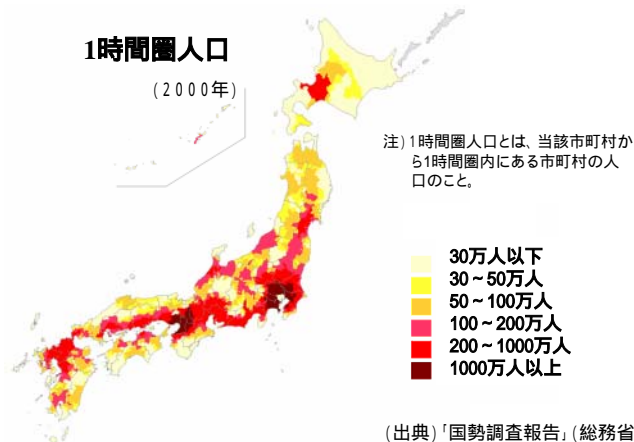 1時間圏人口
(2000年)
注)1時間圏人口とは、当該市町村か
ら1時間圏内にある市町村の人
口のこと。
30万人以下
30~50万人
50~100万人
100~200万人
200~1000万人
1000万人以上
(出典)「国勢調査報告」(総務省